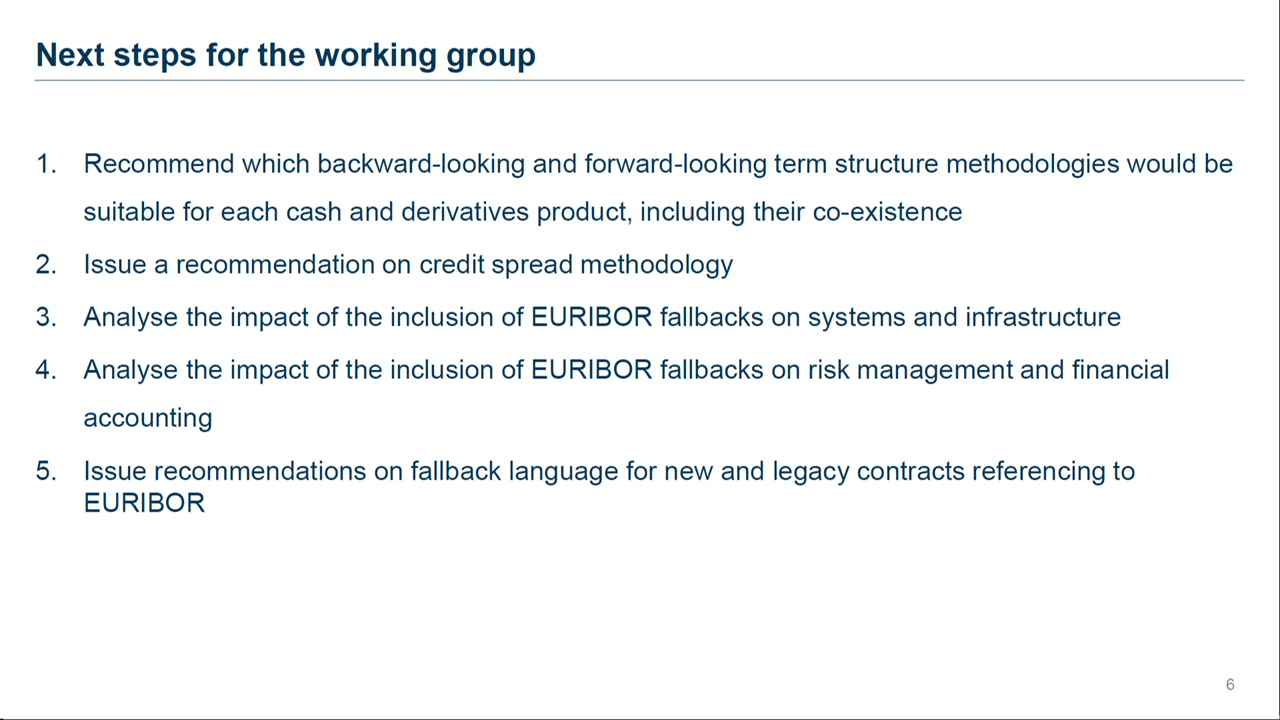 Next steps for the working group
1. Recommend which backward-looking and forward-looking term structure methodologies would be
suitable for each cash and derivatives product, including their co-existence
2. Issue a recommendation on credit spread methodology
3. Analyse the impact of the inclusion of EURIBOR fallbacks on systems and infrastructure
4. Analyse the impact of the inclusion of EURIBOR fallbacks on risk management and financial
accounting
5. Issue recommendations on fallback language for new and legacy contracts referencing to
EURIBOR
6